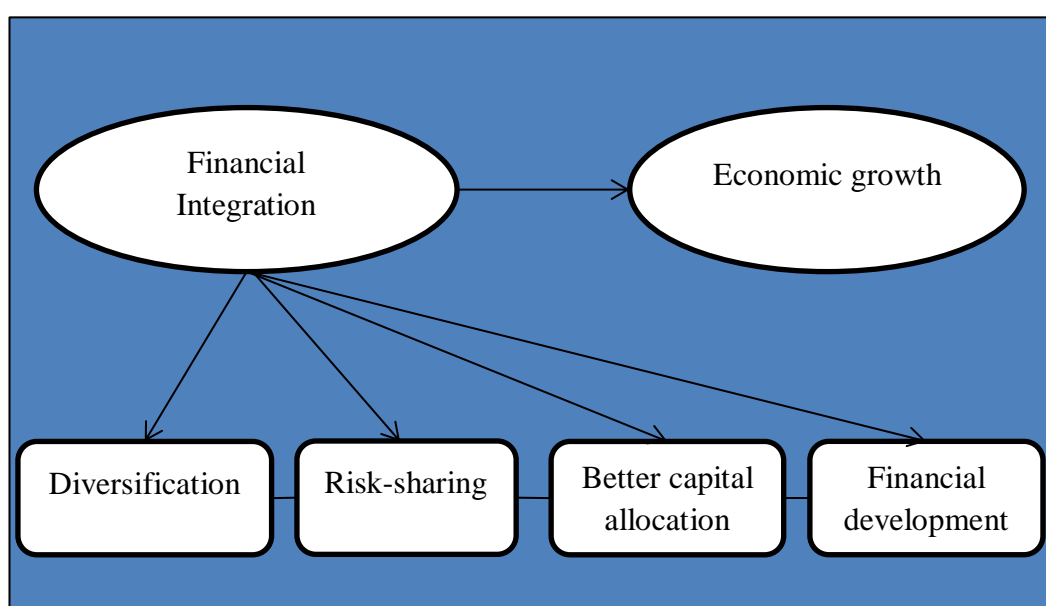 Financial
Integration
Economic growth
Diversification
Risk-sharing
Better capital
allocation
Financial
development